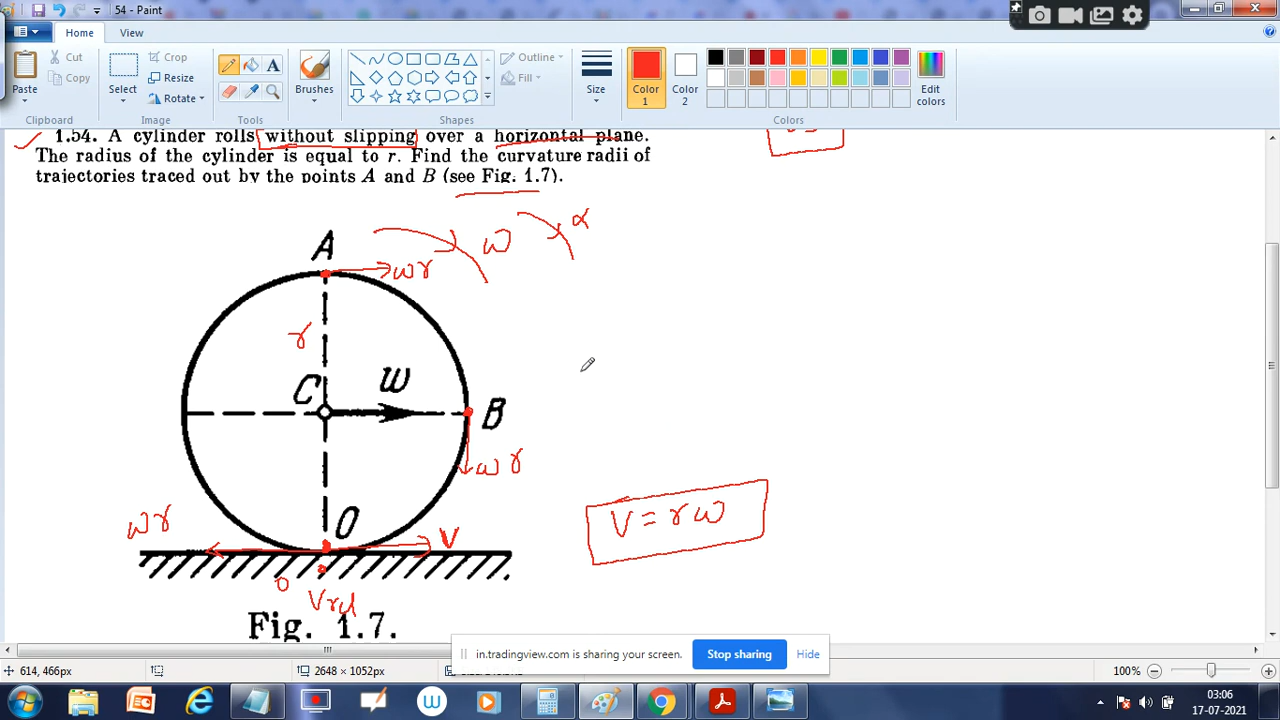 54 - Paint
Home View
Cut
Copy
Paste
Clipboard
Select
Crop
Resize
Rotate
Image
A
Tools
Brushes
Outline
Fill
Shapes
Size
Color 1
Color 2
Edit colors
Colors
1.54. A cylinder rolls without slipping over a horizontal plane.
The radius of the cylinder is equal to r. Find the curvature radii of
trajectories traced out by the points A and B (see Fig. 1.7).
A
ω
α
ωr
r
C
w
B
ωr
ωr
O
V
V = rω
0
Vrel
Fig. 1.7.
in.tradingview.com is sharing your screen. Stop sharing Hide
614, 466px
2648 × 1052px
100%
03:06
17-07-2021